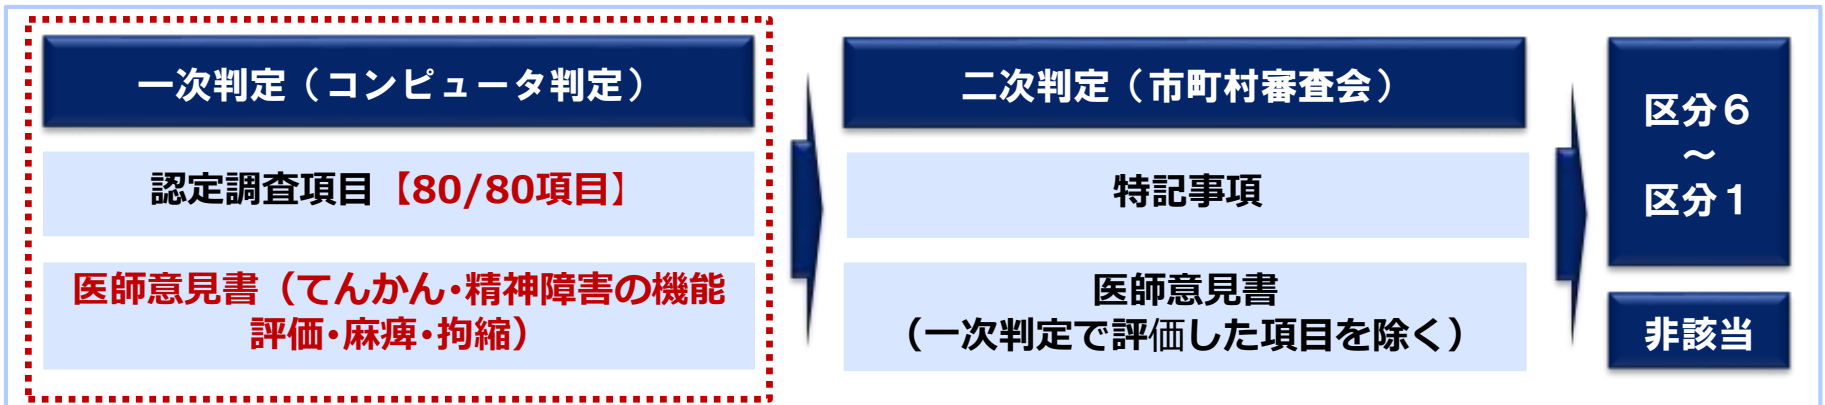 一次判定（コンピュータ判定）
認定調査項目【80/80項目】
医師意見書（てんかん･精神障害の機能
評価･麻痺･拘縮）
二次判定（市町村審査会）
特記事項
医師意見書
（一次判定で評価した項目を除く）
区分６
～
区分１
非該当